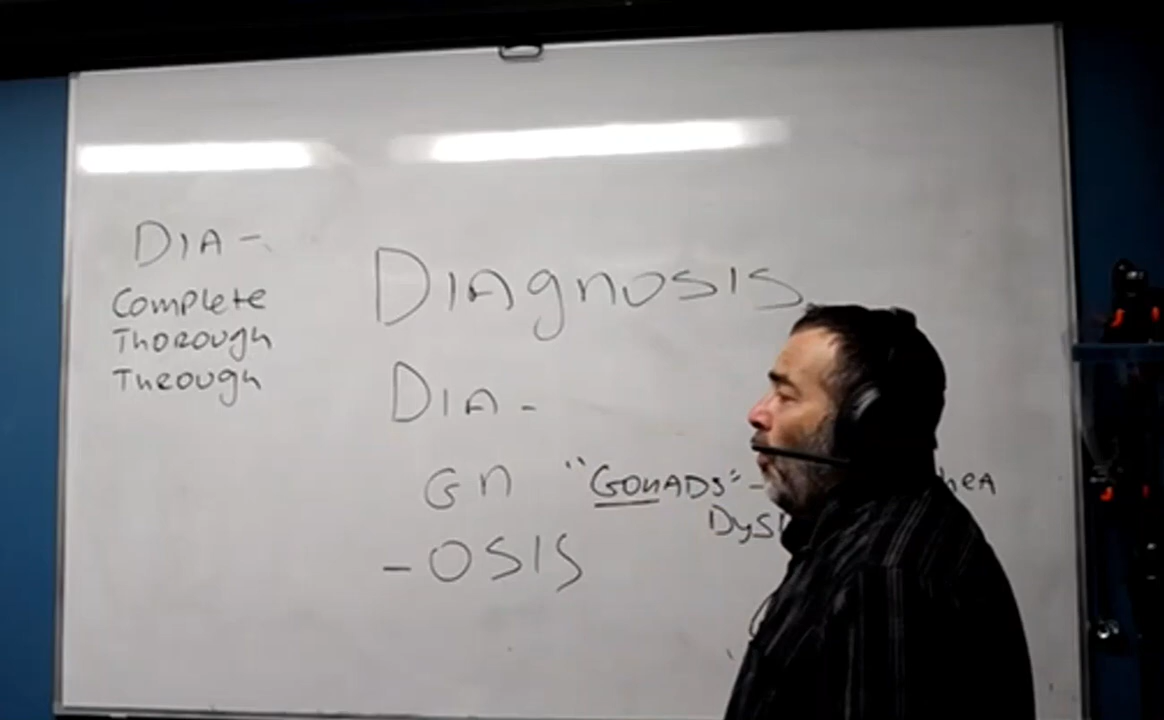 DIA-
Complete
Thorough
Through
DIAgnosis
DIA-
Gn "GonADS"-
-OSIS